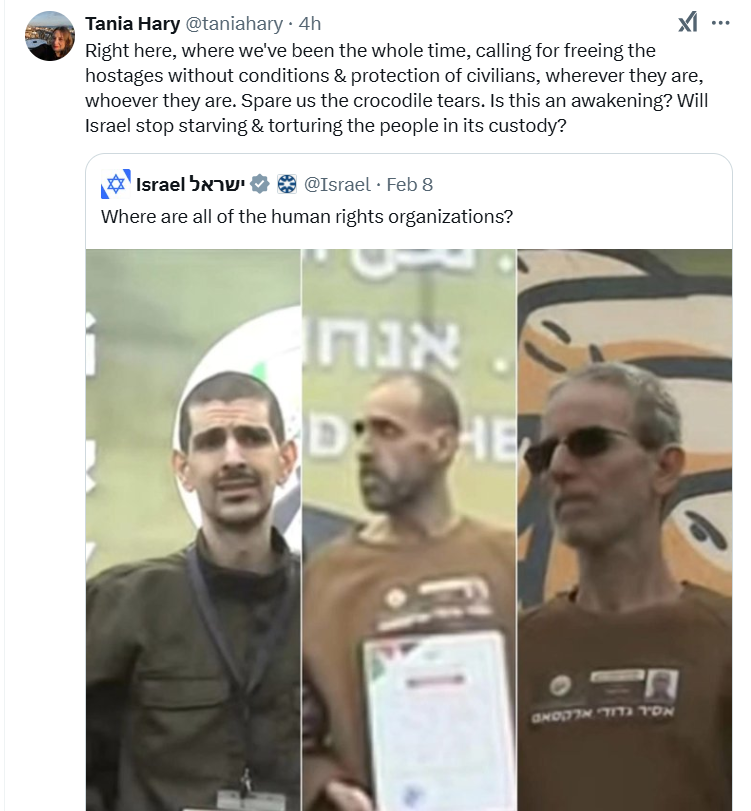 Tania Hary @taniahary · 4h
Right here, where we've been the whole time, calling for freeing the
hostages without conditions & protection of civilians, wherever they are,
whoever they are. Spare us the crocodile tears. Is this an awakening? Will
Israel stop starving & torturing the people in its custody?
Israel ישראל @Israel · Feb 8
Where are all of the human rights organizations?
אנחנ
אסיר גדודי אלקסאם